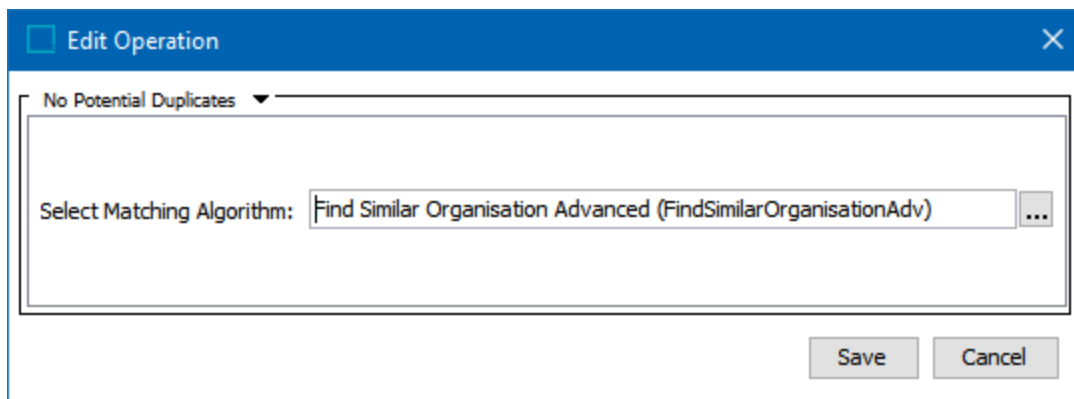 Edit Operation
No Potential Duplicates
Select Matching Algorithm: Find Similar Organisation Advanced (FindSimilarOrganisationAdv) ...
Save Cancel